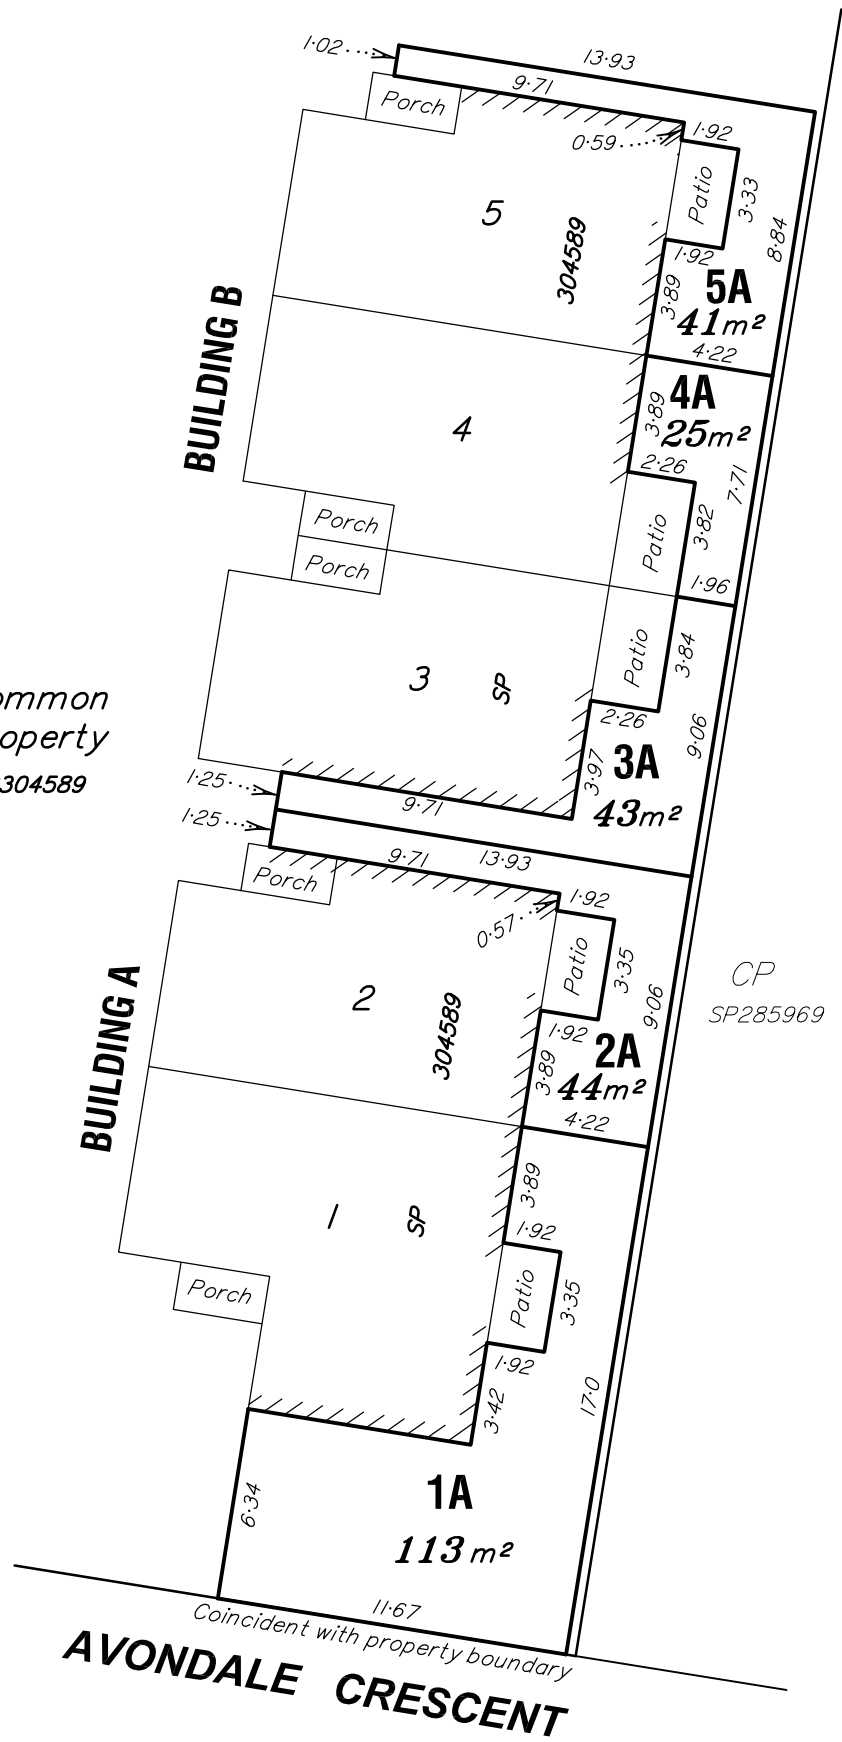 1·02
13·93
9·71
Porch
0·59
1·92
Patio
3·33
8·84
5
304589
1·92
3·89
5A
41m²
4·22
BUILDING B
4
3·89
4A
25m²
2·26
7·71
Porch
Patio
3·82
Porch
1·96
3
SP
Patio
3·84
2·26
9·06
ommon
operty
304589
3·97
3A
43m²
1·25
9·71
1·25
9·71
13·93
Porch
1·92
0·57
Patio
3·35
CP
SP285969
9·06
2
304589
1·92
2A
3·89
44m²
4·22
BUILDING A
3·89
1
SP
1·92
Porch
Patio
3·35
1·92
3·42
17·0
1A
6·34
113 m²
11·67
Coincident with property boundary
AVONDALE CRESCENT